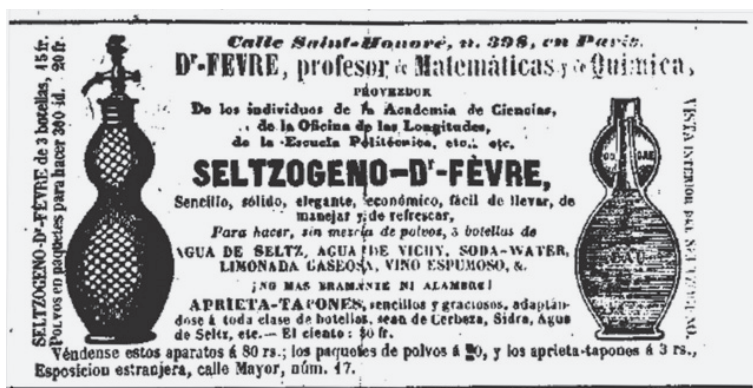 Calle Saint-Honoré, n. 398, en Paris.
Dr-FEVRE, profesor de Matemáticas y de Quimica,
PROVEEDOR
De los individuos de la Academia de Ciencias,
de la Oficina de las Longitudes,
de la Escuela Politécnica, etc., etc.
SELTZOGENO-Dr-FÈVRE,
Sencillo, sólido, elegante, económico, fácil de llevar, de
manejar y de refrescar,
Para hacer, sin mezcla de polvos, 3 botellas de
AGUA DE SELTZ, AGUA DE VICHY, SODA-WATER,
LIMONADA GASEOSA, VINO ESPUMOSO, &.
¡NO MAS BRAMANTE NI ALAMBRE!
APRIETA-TAPONES, sencillos y graciosos, adaptán-
dose á toda clase de botellas, sean de Cerbeza, Sidra, Agua
de Seltz, etc.— El ciento: fr.
Véndense estos aparatos á 80 rs.; los paquetes de polvos á y los aprieta-tapones á 3 rs.,
Esposicion estranjera, calle Mayor, núm. 17.
SELTZOGENO-Dr-FÈVRE de 3 botellas, 15 fr.
Polvos en paquetes para hacer 300 id. 20 fr.
VISTA INTERIOR DEL SELTZOGENO.
EAU